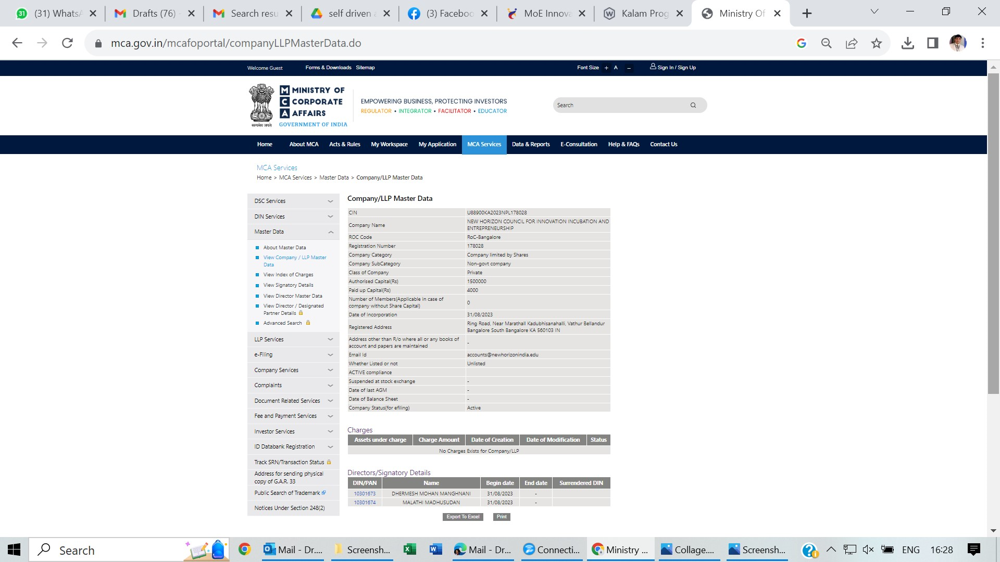 31 (31) WhatsA
Drafts (76) -
Search resu
self driven a
(3) Faceboo
MoE Innova
Kalam Prog
Ministry Of
mca.gov.in/mcafoportal/companyLLPMasterData.do
Welcome Guest
Forms & Downloads Sitemap
Font Size + A -
Sign In / Sign Up
सत्यमेव जयते
MINISTRY OF
CORPORATE
AFFAIRS
GOVERNMENT OF INDIA
EMPOWERING BUSINESS, PROTECTING INVESTORS
REGULATOR • INTEGRATOR • FACILITATOR • EDUCATOR
Search
Home About MCA Acts & Rules My Workspace My Application MCA Services Data & Reports E-Consultation Help & FAQs Contact Us
MCA Services
Home > MCA Services > Master Data > Company/LLP Master Data
DSC Services
DIN Services
Master Data
About Master Data
View Company / LLP Master
Data
View Index of Charges
View Signatory Details
View Director Master Data
View Director / Designated
Partner Details
Advanced Search
LLP Services
e-Filing
Company Services
Complaints
Document Related Services
Fee and Payment Services
Investor Services
ID Databank Registration
Track SRN/Transaction Status
Address for sending physical
copy of G.A.R. 33
Public Search of Trademark
Notices Under Section 248(2)
Company/LLP Master Data
CIN U88900KA2023NPL178028
Company Name NEW HORIZON COUNCIL FOR INNOVATION INCUBATION AND
ENTREPRENEURSHIP
ROC Code RoC-Bangalore
Registration Number 178028
Company Category Company limited by Shares
Company SubCategory Non-govt company
Class of Company Private
Authorised Capital(Rs) 1500000
Paid up Capital(Rs) 4000
Number of Members(Applicable in case of
company without Share Capital) 0
Date of Incorporation 31/08/2023
Registered Address Ring Road, Near Marathall Kadubhisanahalli, Vathur Bellandur
Bangalore South Bangalore KA 560103 IN
Address other than R/o where all or any books of
account and papers are maintained -
Email Id accounts@newhorizonindia.edu
Whether Listed or not Unlisted
ACTIVE compliance
Suspended at stock exchange -
Date of last AGM -
Date of Balance Sheet -
Company Status(for efiling) Active
Charges
Assets under charge Charge Amount Date of Creation Date of Modification Status
No Charges Exists for Company/LLP
Directors/Signatory Details
DIN/PAN Name Begin date End date Surrendered DIN
10301673 DHERMESH MOHAN MANGHNANI 31/08/2023 -
10301674 MALATHI MADHUSUDAN 31/08/2023 -
Export To Excel Print
Search
Mail - Dr....
Screensh...
Mail - Dr...
Connecti...
Ministry ...
Collage....
Screensh...
ENG
16:28